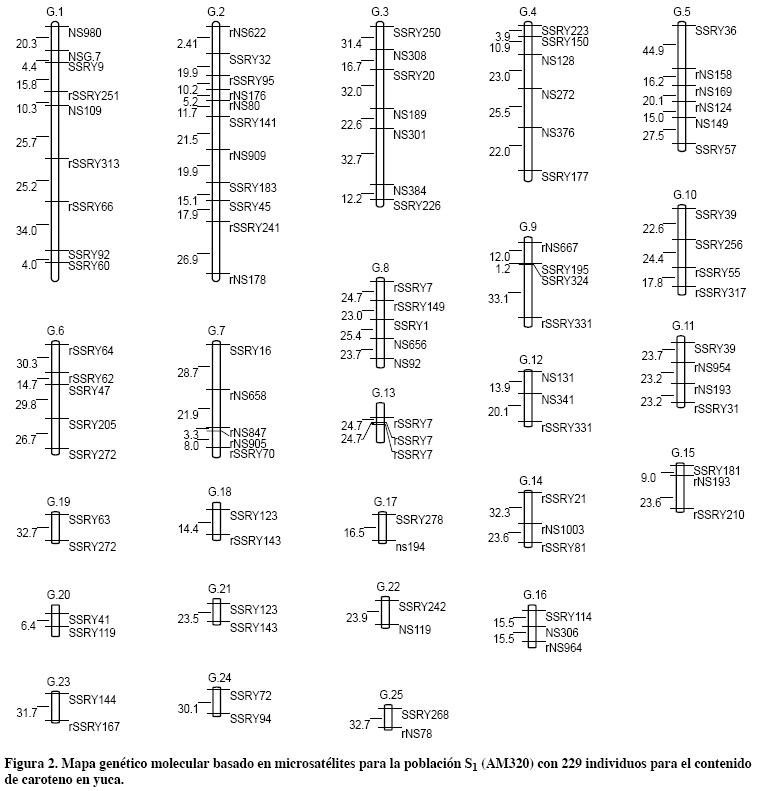 G.1
20.3
4.4
15.8
10.3
25.7
25.2
34.0
4.0
NS980
NSG.7
SSRY9
rSSRY251
NS109
rSSRY313
rSSRY66
SSRY92
SSRY60
G.2
2.41
19.9
10.2
5.2
11.7
21.5
19.9
15.1
17.9
26.9
rNS622
SSRY32
rSSRY95
rNS176
rNS80
SSRY141
rNS909
SSRY183
SSRY45
rSSRY241
rNS178
G.3
31.4
16.7
32.0
22.6
32.7
12.2
SSRY250
NS308
SSRY20
NS189
NS301
NS384
SSRY226
G.4
3.9
10.9
23.0
25.5
22.0
SSRY223
SSRY150
NS128
NS272
NS376
SSRY177
G.5
44.9
16.2
20.1
15.0
27.5
SSRY36
rNS158
rNS169
rNS124
NS149
SSRY57
G.6
30.3
14.7
29.8
26.7
rSSRY64
rSSRY62
SSRY47
SSRY205
SSRY272
G.7
28.7
21.9
3.3
8.0
SSRY16
rNS658
rNS847
rNS905
rSSRY70
G.8
24.7
23.0
25.4
23.7
rSSRY7
rSSRY149
SSRY1
NS656
NS92
G.9
12.0
1.2
33.1
rNS667
SSRY195
SSRY324
rSSRY331
G.10
22.6
24.4
17.8
SSRY39
SSRY256
rSSRY55
rSSRY317
G.11
23.7
23.2
23.2
SSRY39
rNS954
rNS193
rSSRY31
G.12
13.9
20.1
NS131
NS341
rSSRY331
G.13
24.7
24.7
rSSRY7
rSSRY7
rSSRY7
G.14
32.3
23.6
rSSRY21
rNS1003
rSSRY81
G.15
9.0
23.6
SSRY181
rNS193
rSSRY210
G.19
32.7
SSRY63
SSRY272
G.18
14.4
SSRY123
rSSRY143
G.17
16.5
SSRY278
ns194
G.20
6.4
SSRY41
SSRY119
G.21
23.5
SSRY123
SSRY143
G.22
23.9
SSRY242
NS119
G.16
15.5
15.5
SSRY114
NS306
rNS964
G.23
31.7
SSRY144
rSSRY167
G.24
30.1
SSRY72
SSRY94
G.25
32.7
SSRY268
rNS78
Figura 2. Mapa genético molecular basado en microsatélites para la población S1 (AM320) con 229 individuos para el contenido
de caroteno en yuca.